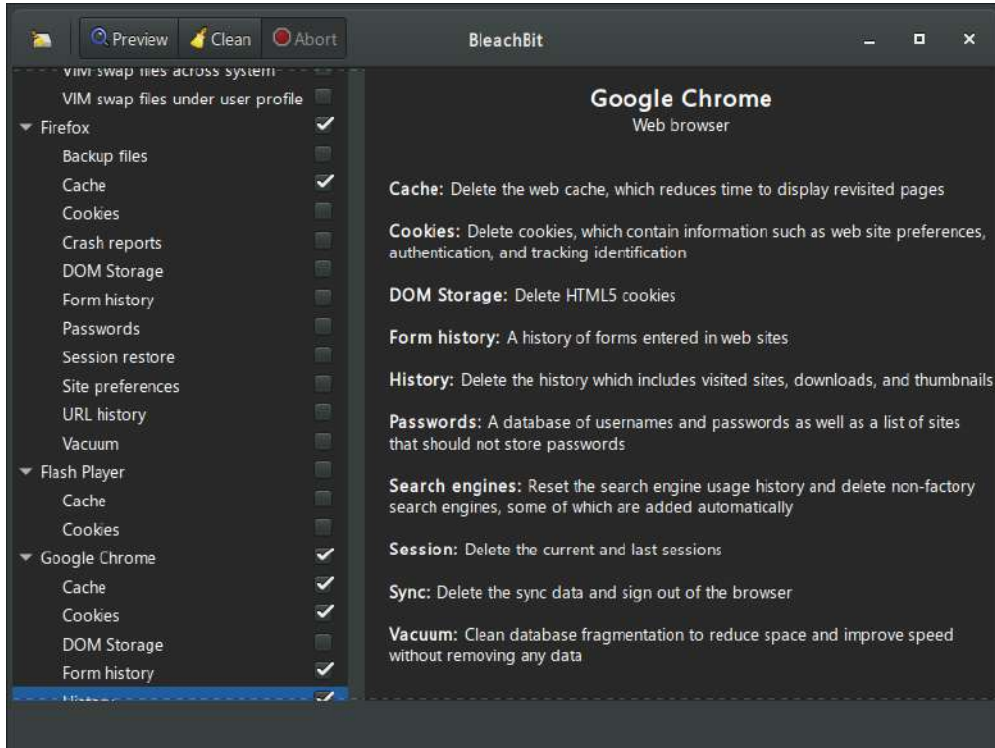 Preview Clean Abort BleachBit
VIM swap files across system
VIM swap files under user profile
Firefox
Backup files
Cache
Cookies
Crash reports
DOM Storage
Form history
Passwords
Session restore
Site preferences
URL history
Vacuum
Flash Player
Cache
Cookies
Google Chrome
Cache
Cookies
DOM Storage
Form history
History
Google Chrome
Web browser
Cache: Delete the web cache, which reduces time to display revisited pages
Cookies: Delete cookies, which contain information such as web site preferences,
authentication, and tracking identification
DOM Storage: Delete HTML5 cookies
Form history: A history of forms entered in web sites
History: Delete the history which includes visited sites, downloads, and thumbnails
Passwords: A database of usernames and passwords as well as a list of sites
that should not store passwords
Search engines: Reset the search engine usage history and delete non-factory
search engines, some of which are added automatically
Session: Delete the current and last sessions
Sync: Delete the sync data and sign out of the browser
Vacuum: Clean database fragmentation to reduce space and improve speed
without removing any data